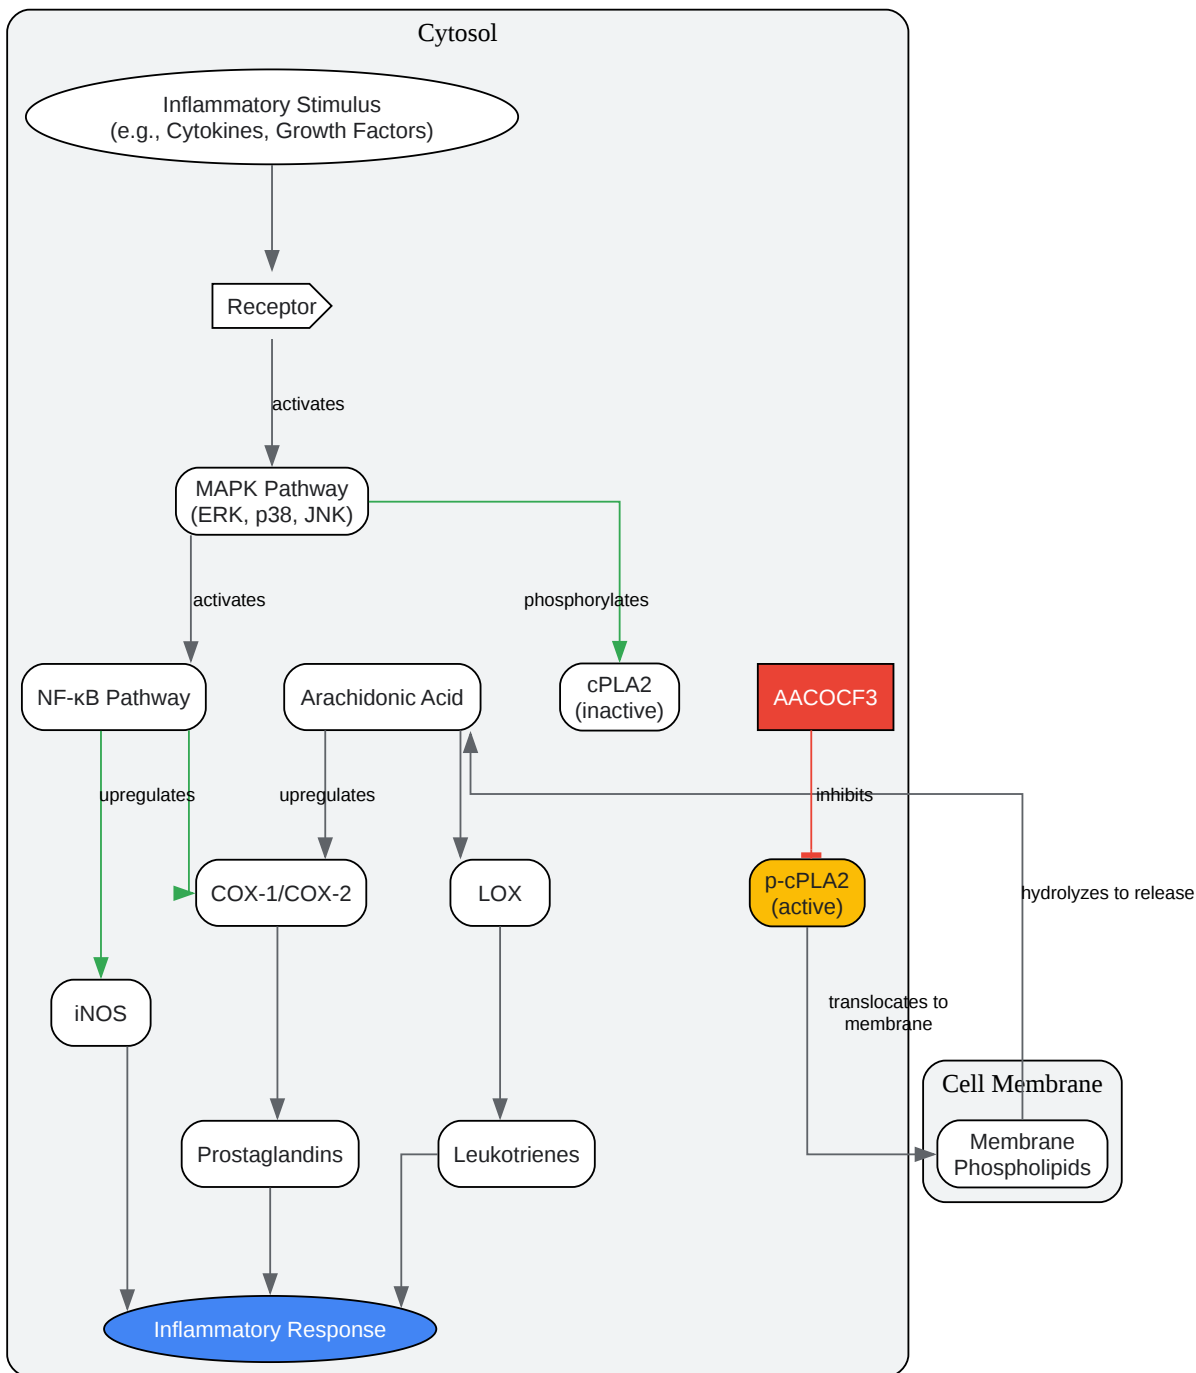 Cytosol
Inflammatory Stimulus
(e.g., Cytokines, Growth Factors)
Receptor
activates
MAPK Pathway
(ERK, p38, JNK)
activates
phosphorylates
NF-κB Pathway
Arachidonic Acid
cPLA2
(inactive)
AACOCF3
upregulates
upregulates
inhibits
COX-1/COX-2
LOX
p-cPLA2
(active)
hydrolyzes to release
iNOS
translocates to
membrane
Cell Membrane
Prostaglandins
Leukotrienes
Membrane
Phospholipids
Inflammatory Response